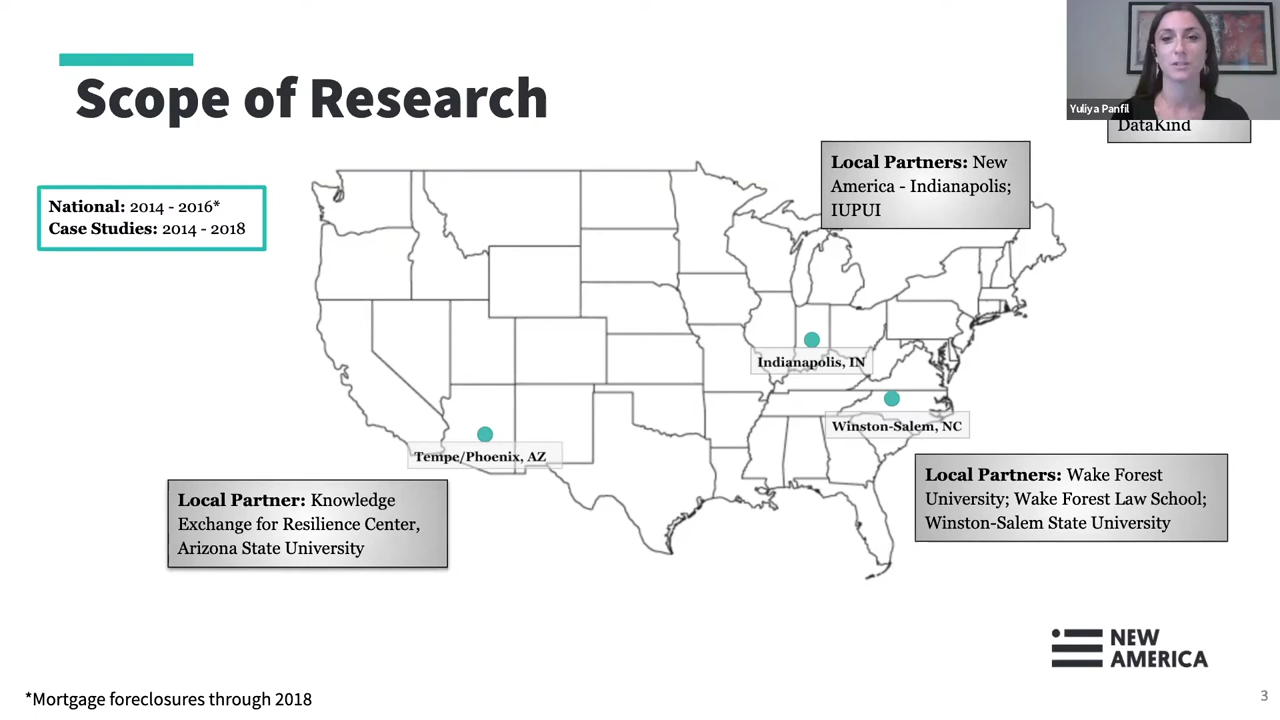 Scope of Research
Yuliya Panfil
DataKind
National: 2014 - 2016*
Case Studies: 2014 - 2018
Local Partners: New
America - Indianapolis;
IUPUI
Indianapolis, IN
Winston-Salem, NC
Tempe/Phoenix, AZ
Local Partners: Wake Forest
University; Wake Forest Law School;
Winston-Salem State University
Local Partner: Knowledge
Exchange for Resilience Center,
Arizona State University
NEW
AMERICA
*Mortgage foreclosures through 2018
3